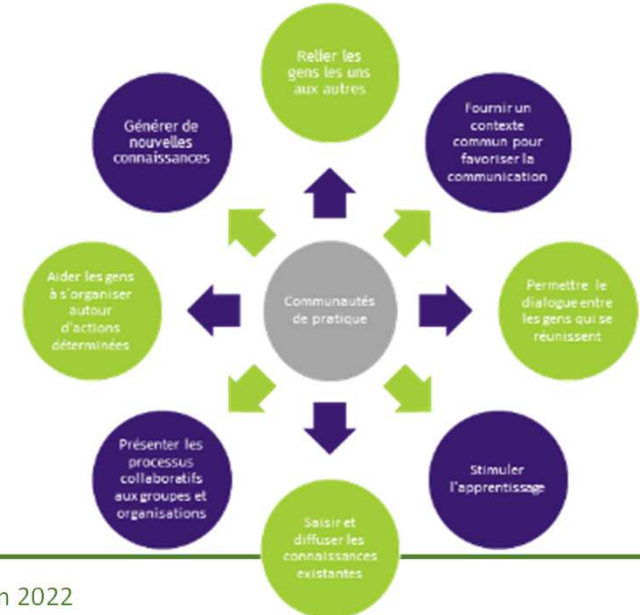 Relier les
gens les uns
aux autres
Fournir un
contexte
commun pour
favoriser la
communication
Permettre le
dialogue entre
les gens qui se
réunissent
Stimuler
l'apprentissage
Saisir et
diffuser les
connaissances
existantes
Présenter les
processus
collaboratifs
aux groupes et
organisations
Aider les gens
à s'organiser
autour
d'actions
déterminées
Générer de
nouvelles
connaissances
Communautés
de pratique
2022